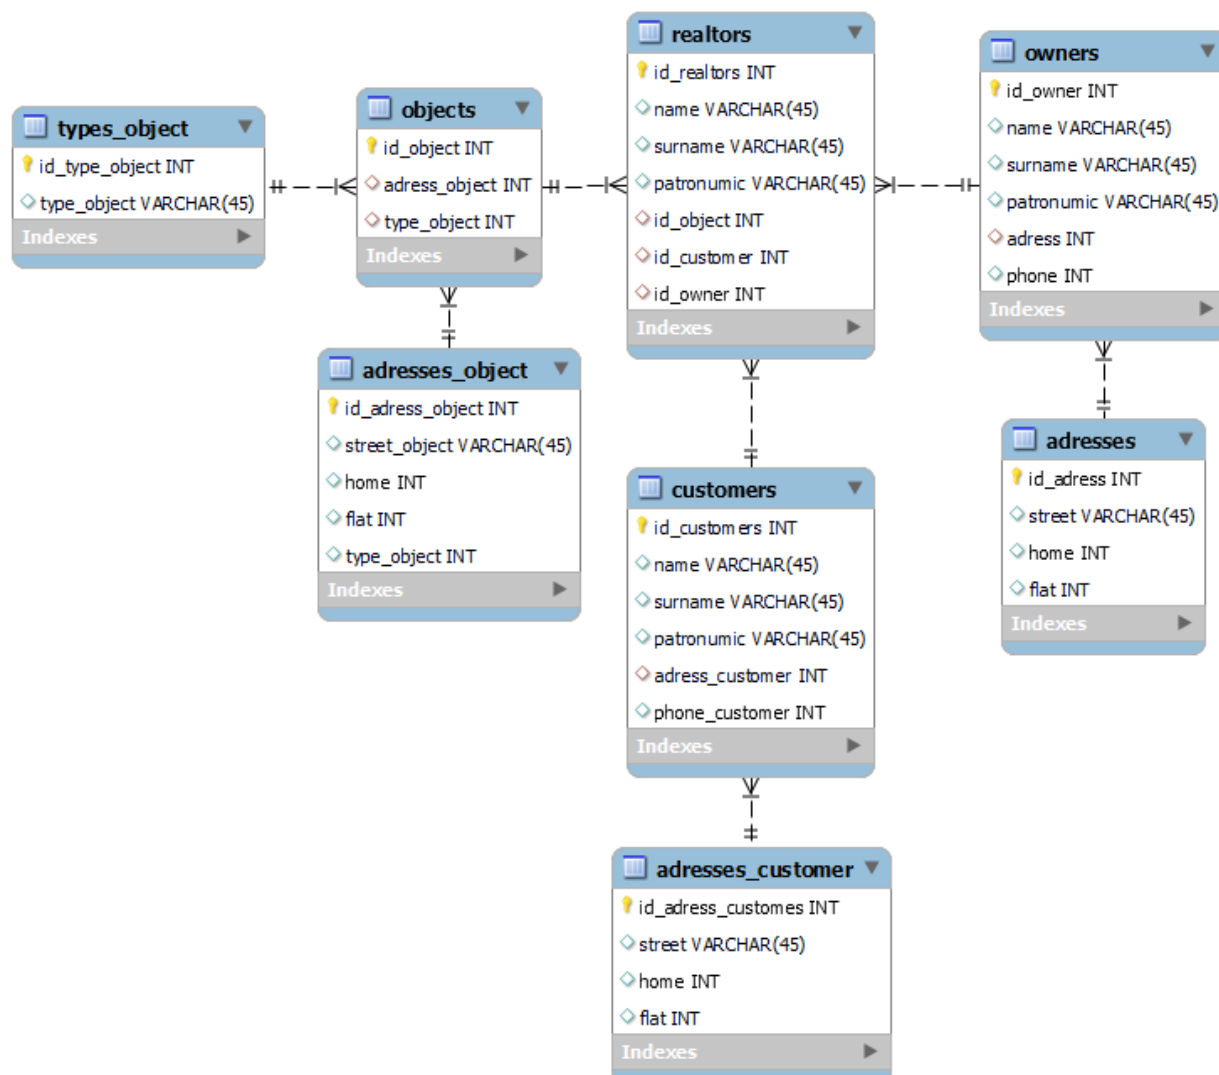 types_object
id_type_object INT
type_object VARCHAR(45)
Indexes
objects
id_object INT
adress_object INT
type_object INT
Indexes
realtors
id_realtors INT
name VARCHAR(45)
surname VARCHAR(45)
patronumic VARCHAR(45)
id_object INT
id_customer INT
id_owner INT
Indexes
owners
id_owner INT
name VARCHAR(45)
surname VARCHAR(45)
patronumic VARCHAR(45)
adress INT
phone INT
Indexes
adresses_object
id_adress_object INT
street_object VARCHAR(45)
home INT
flat INT
type_object INT
Indexes
customers
id_customers INT
name VARCHAR(45)
surname VARCHAR(45)
patronumic VARCHAR(45)
adress_customer INT
phone_customer INT
Indexes
adresses
id_adress INT
street VARCHAR(45)
home INT
flat INT
Indexes
adresses_customer
id_adress_customes INT
street VARCHAR(45)
home INT
flat INT
Indexes